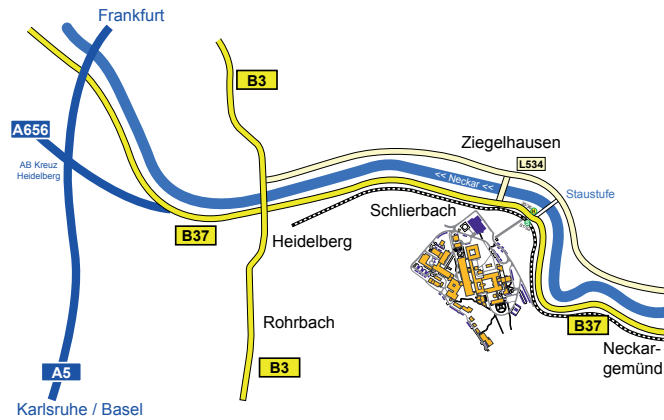 Frankfurt
B3
A656
AB Kreuz
Heidelberg
Ziegelhausen
L534
<< Neckar <<
Staustufe
Schlierbach
B37
Heidelberg
Rohrbach
B37
Neckar-
gemünd
B3
A5
Karlsruhe / Basel